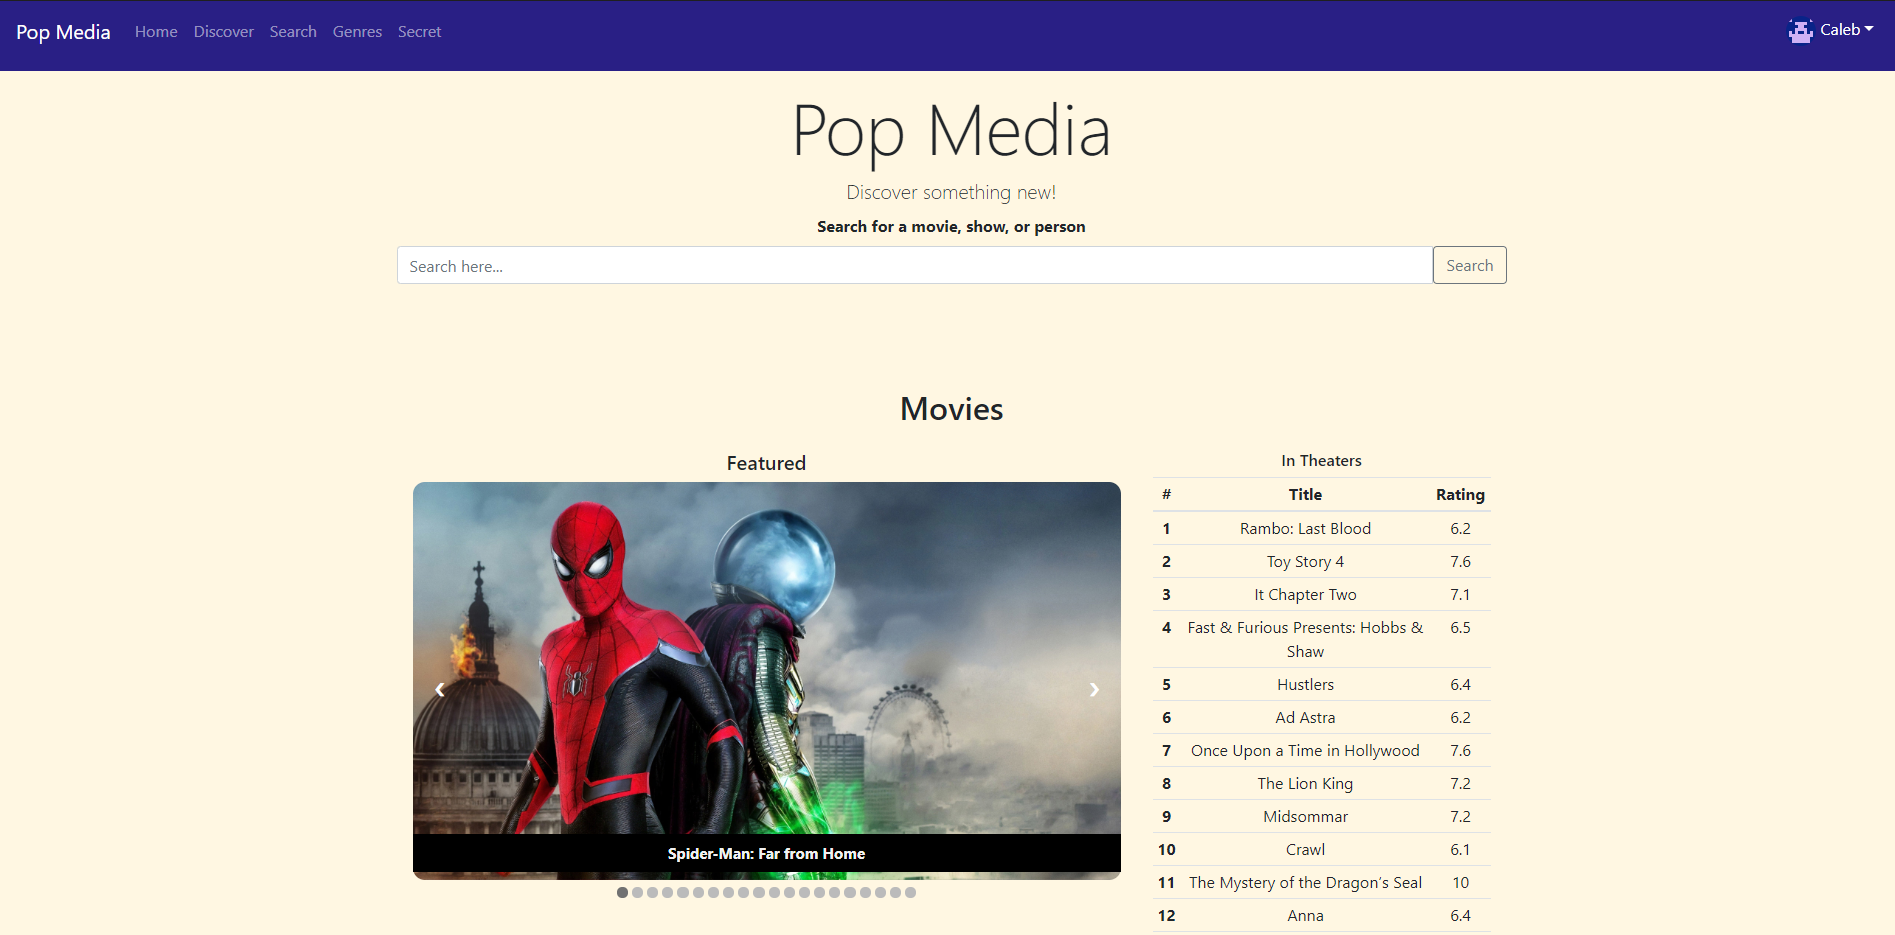 Pop Media Home Discover Search Genres Secret Caleb
Pop Media
Discover something new!
Search for a movie, show, or person
Search here... Search
Movies
Featured
Spider-Man: Far from Home
In Theaters
# Title Rating
1 Rambo: Last Blood 6.2
2 Toy Story 4 7.6
3 It Chapter Two 7.1
4 Fast & Furious Presents: Hobbs & 6.5
Shaw
5 Hustlers 6.4
6 Ad Astra 6.2
7 Once Upon a Time in Hollywood 7.6
8 The Lion King 7.2
9 Midsommar 7.2
10 Crawl 6.1
11 The Mystery of the Dragon’s Seal 10
12 Anna 6.4